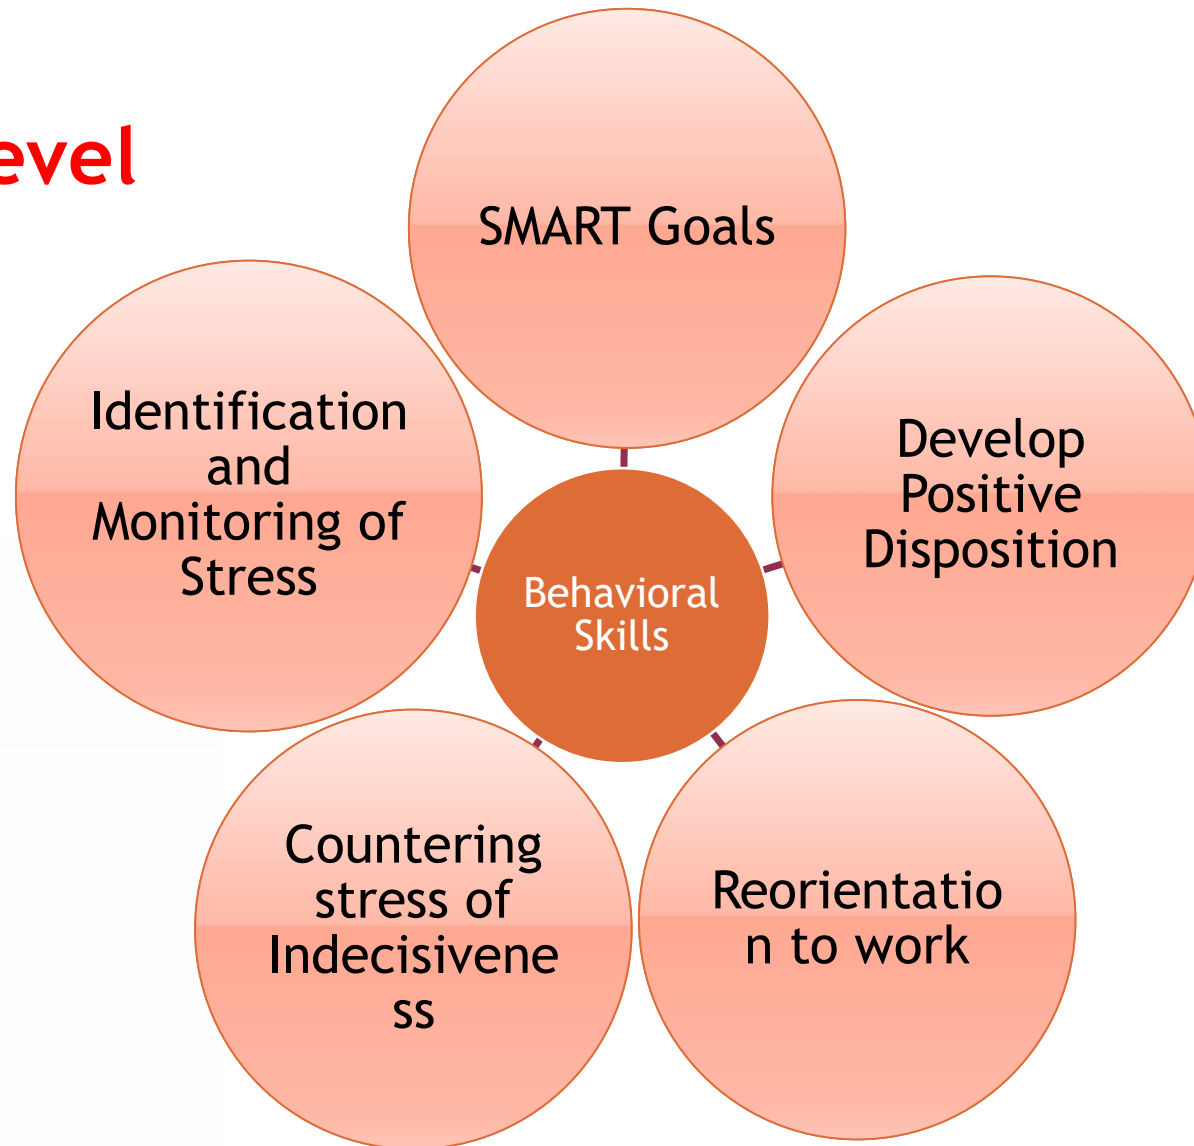 evel
SMART Goals
Develop
Positive
Disposition
Reorientatio
n to work
Countering
stress of
Indecisivene
ss
Identification
and
Monitoring of
Stress
Behavioral
Skills